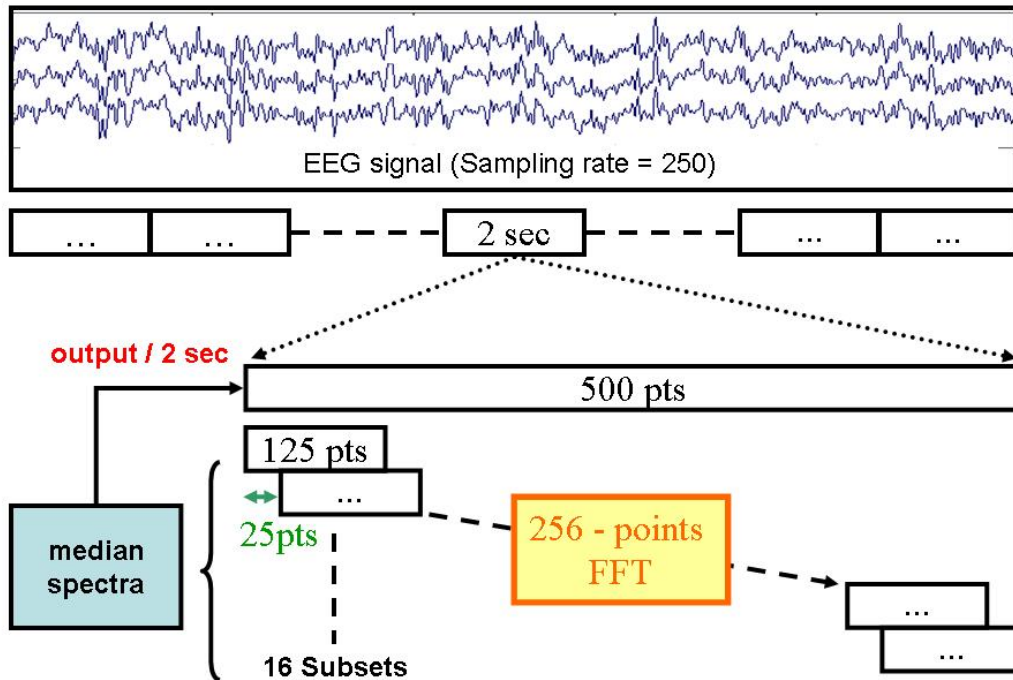 EEG signal (Sampling rate = 250)
... ... 2 sec ... ...
output / 2 sec
500 pts
125 pts
...
25pts
256 - points
FFT
median
spectra
...
...
16 Subsets